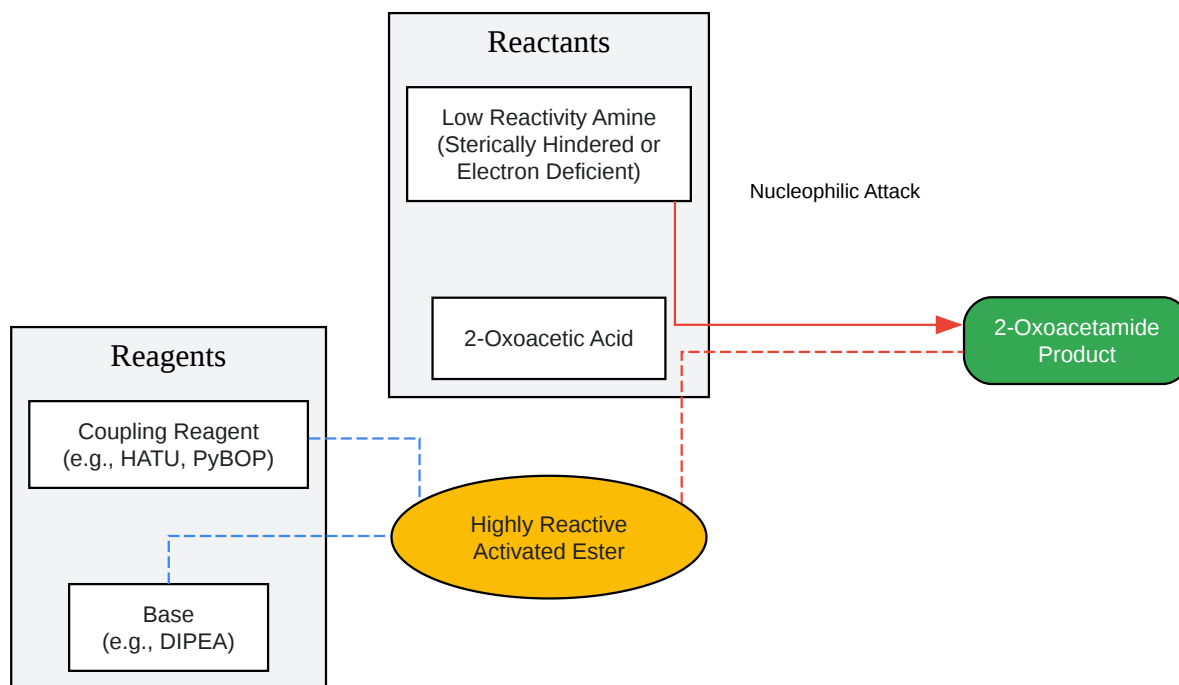 Reactants
Low Reactivity Amine
(Sterically Hindered or
Electron Deficient)
Nucleophilic Attack
2-Oxoacetic Acid
2-Oxoacetamide
Product
Reagents
Coupling Reagent
(e.g., HATU, PyBOP)
Highly Reactive
Activated Ester
Base
(e.g., DIPEA)